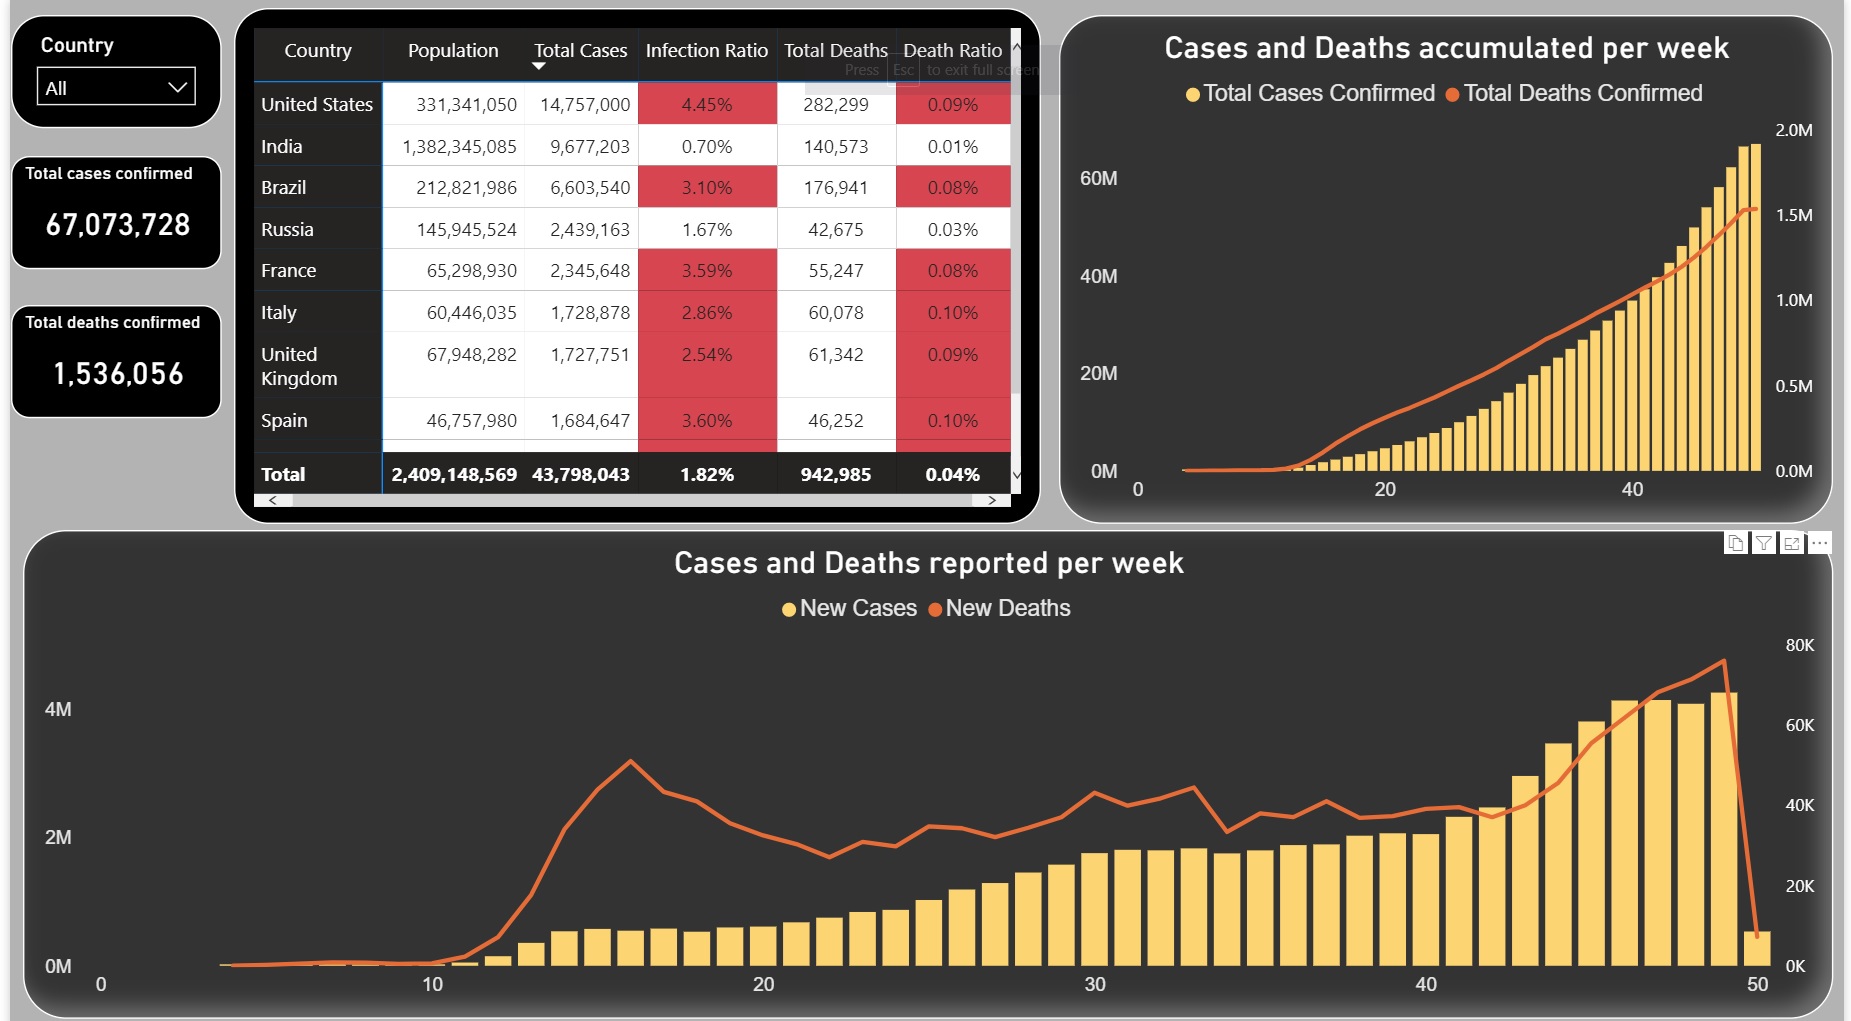 Country
All
Total cases confirmed
67,073,728
Total deaths confirmed
1,536,056
Country Population Total Cases Infection Ratio Total Deaths Death Ratio
Press Esc to exit full screen
United States 331,341,050 14,757,000 4.45% 282,299 0.09%
India 1,382,345,085 9,677,203 0.70% 140,573 0.01%
Brazil 212,821,986 6,603,540 3.10% 176,941 0.08%
Russia 145,945,524 2,439,163 1.67% 42,675 0.03%
France 65,298,930 2,345,648 3.59% 55,247 0.08%
Italy 60,446,035 1,728,878 2.86% 60,078 0.10%
United 67,948,282 1,727,751 2.54% 61,342 0.09%
Kingdom
Spain 46,757,980 1,684,647 3.60% 46,252 0.10%
Total 2,409,148,569 43,798,043 1.82% 942,985 0.04%
Cases and Deaths accumulated per week
Total Cases Confirmed Total Deaths Confirmed
2.0M
60M
1.5M
40M
1.0M
20M
0.5M
0M 0.0M
0 20 40
Cases and Deaths reported per week
New Cases New Deaths
80K
4M
60K
40K
2M
20K
0M 0K
0 10 20 30 40 50